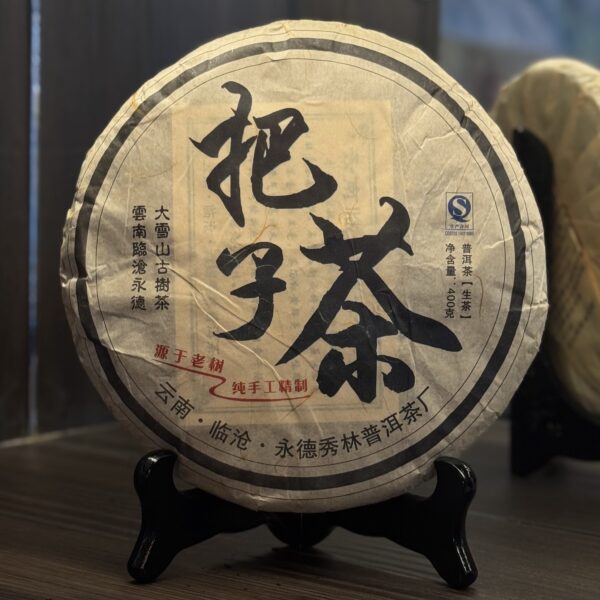 把子
茶
大雪山古樹茶
雲南臨滄永德
普洱茶【生茶】
净含量：400克
源于老树
纯手工精制
云南·临沧·永德秀林普洱茶厂